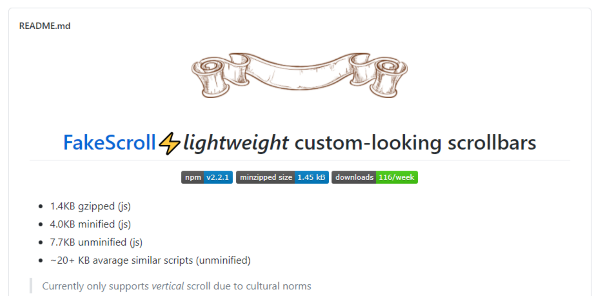 README.md
FakeScroll⚡lightweight custom-looking scrollbars
npm v2.2.1 minzipped size 1.45 kB downloads 116/week
• 1.4KB gzipped (js)
• 4.0KB minified (js)
• 7.7KB unminified (js)
• ~20+ KB avarage similar scripts (unminified)
Currently only supports vertical scroll due to cultural norms